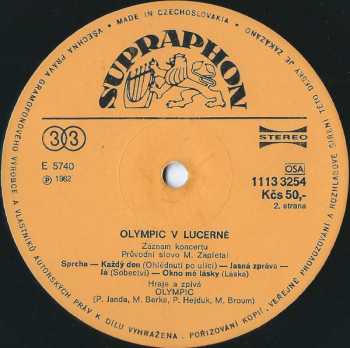 MADE IN CZECHOSLOVAKIA
VŠECHNA PRÁVA GRAMOFONOVÉHO VÝROBCE A VLASTNÍKŮ AUTORSKÝCH PRÁV K DÍLU VYHRAŽENA. POŘIZOVÁNÍ KOPIÍ, VEŘEJNÉ PROVOZOVÁNÍ A ROZHLASOVÉ ŠÍŘENÍ TÉTO DESKY JE ZAKÁZÁNO
SUPRAPHON
33
STEREO
E 5740
℗ 1982
OSA
1113 3254
Kčs 50,-
2. strana
OLYMPIC V LUCERNĚ
Záznam koncertu
Průvodní slovo M. Zapletal
Sprcha — Každý den (Ohlédnutí po ulici) — Jasná zpráva —
Já (Sobectví) — Okno mé lásky (Láska)
Hraje a zpívá
OLYMPIC
(P. Janda, M. Berka, P. Hejduk, M. Broum)